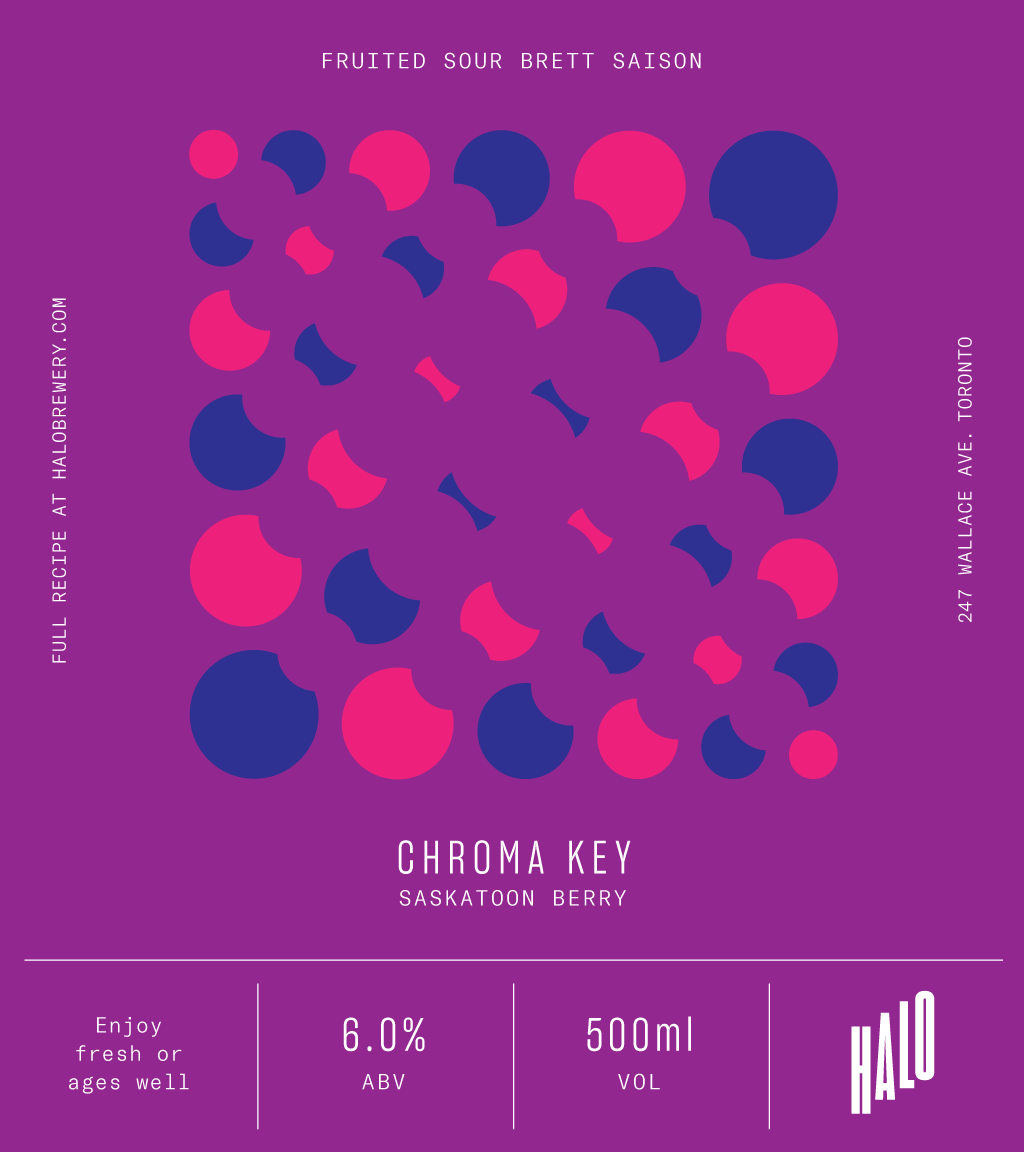 FRUITED SOUR BRETT SAISON
FULL RECIPE AT HALOBREWERY.COM
247 WALLACE AVE. TORONTO
CHROMA KEY
SASKATOON BERRY
Enjoy
fresh or
ages well
6.0%
ABV
500ml
VOL
HALO